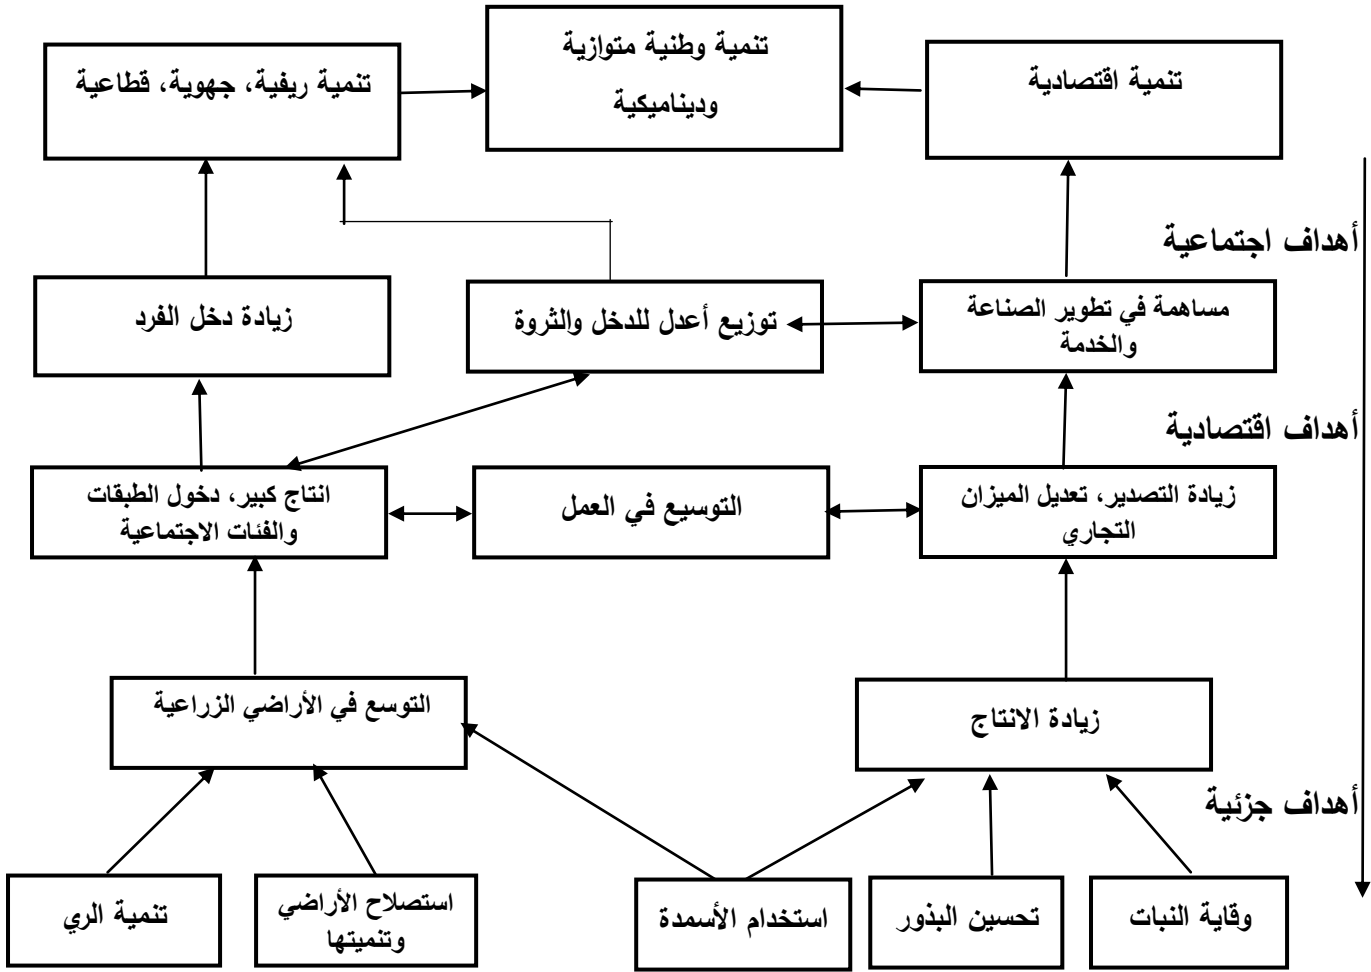 تنمية اقتصادية
تنمية وطنية متوازية
وديناميكية
تنمية ريفية، جهوية، قطاعية
أهداف اجتماعية
مساهمة في تطوير الصناعة
والخدمة
توزيع أعدل للدخل والثروة
زيادة دخل الفرد
أهداف اقتصادية
زيادة التصدير، تعديل الميزان
التجاري
التوسيع في العمل
انتاج كبير، دخول الطبقات
والفئات الاجتماعية
زيادة الانتاج
التوسع في الأراضي الزراعية
أهداف جزئية
وقاية النبات
تحسين البذور
استخدام الأسمدة
استصلاح الأراضي
وتنميتها
تنمية الري